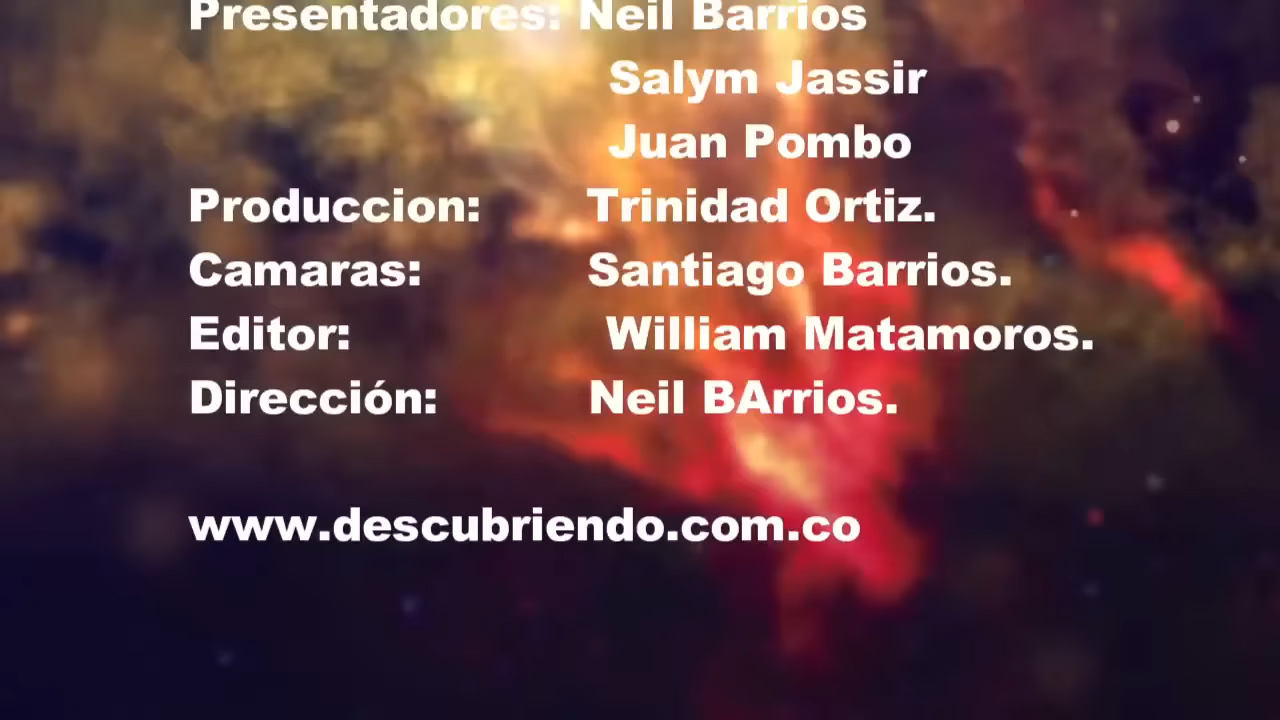 Presentadores: Neil Barrios
Salym Jassir
Juan Pombo
Produccion: Trinidad Ortiz.
Camaras: Santiago Barrios.
Editor: William Matamoros.
Dirección: Neil BArrios.
www.descubriendo.com.co